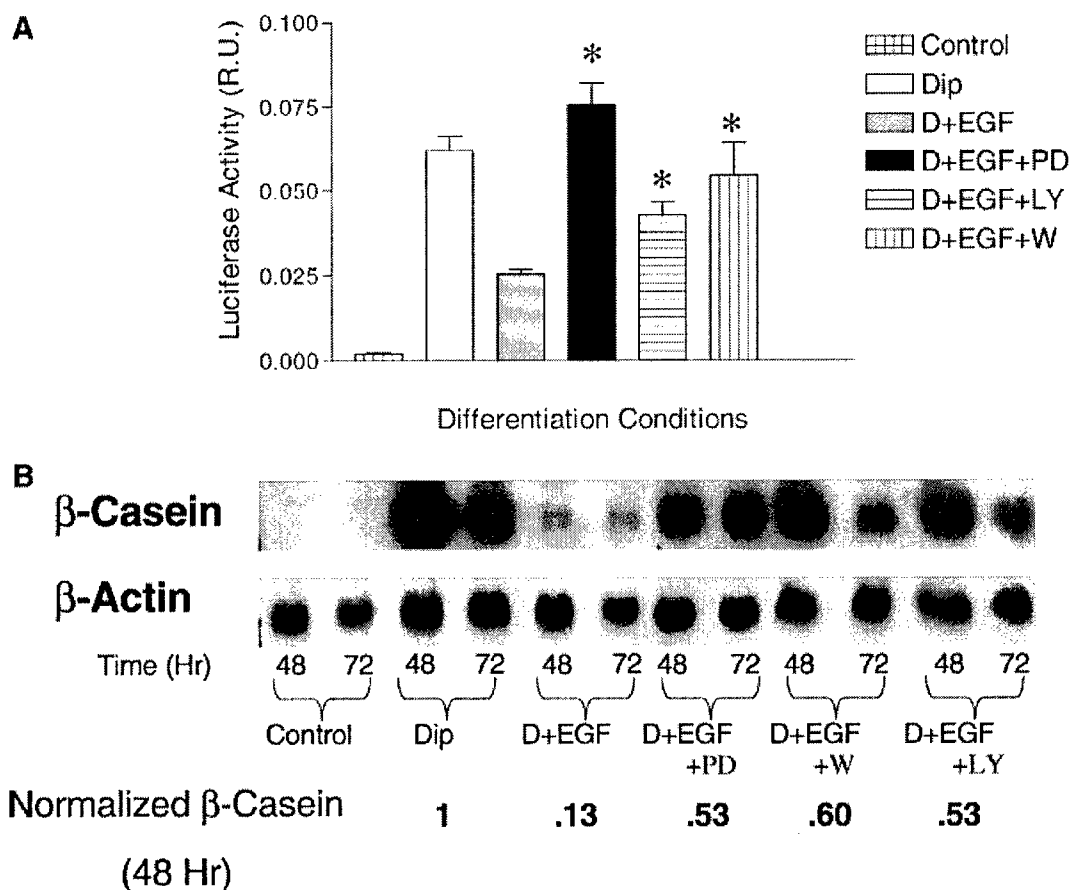 A
0.100
0.075
0.050
0.025
0.000
Luciferase Activity (R.U.)
*
*
*
Control
Dip
D+EGF
D+EGF+PD
D+EGF+LY
D+EGF+W
Differentiation Conditions
B
β-Casein
β-Actin
Time (Hr) 48 72 48 72 48 72 48 72 48 72 48 72
Control Dip D+EGF D+EGF D+EGF D+EGF
+PD +W +LY
Normalized β-Casein 1 .13 .53 .60 .53
(48 Hr)